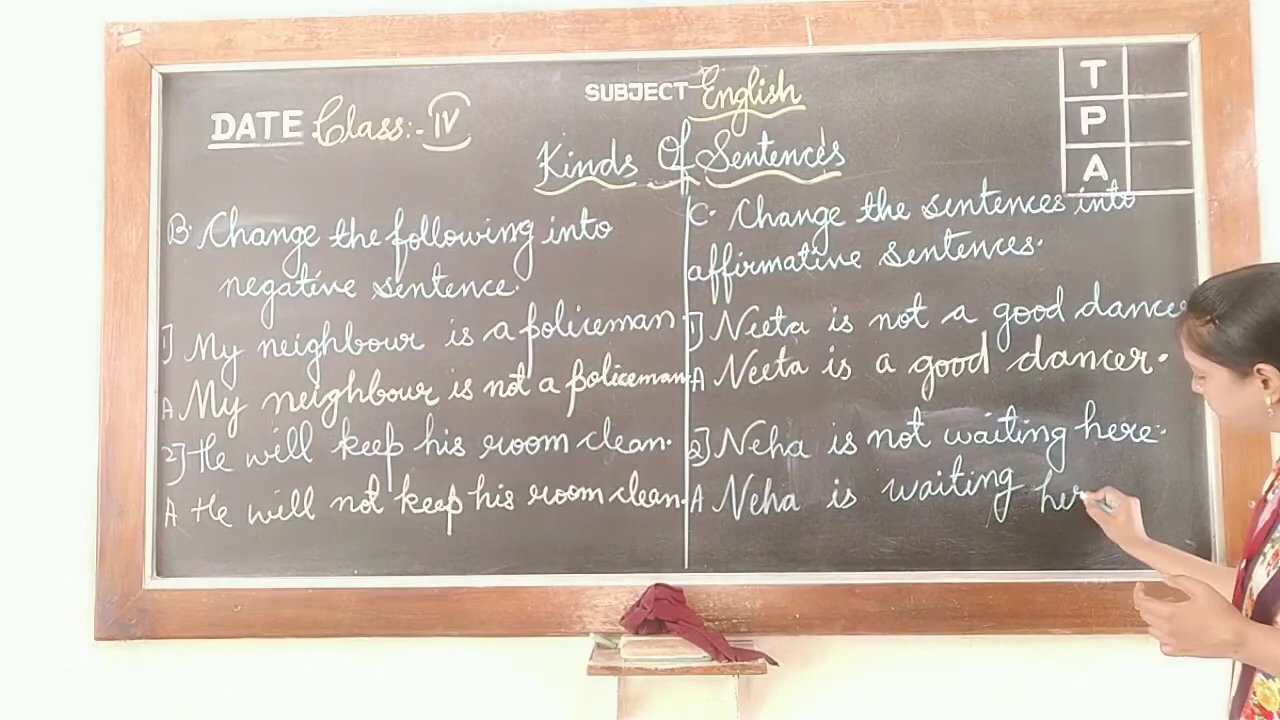 DATE Class:- IV
SUBJECT English
T
P
A
Kinds Of Sentences
B. Change the following into
negative sentence.
1] My neighbour is a policeman
A My neighbour is not a policeman.
2] He will keep his room clean.
A He will not keep his room clean.
C. Change the sentences into
affirmative sentences.
1] Neeta is not a good dancer
A Neeta is a good dancer.
2] Neha is not waiting here.
A Neha is waiting her